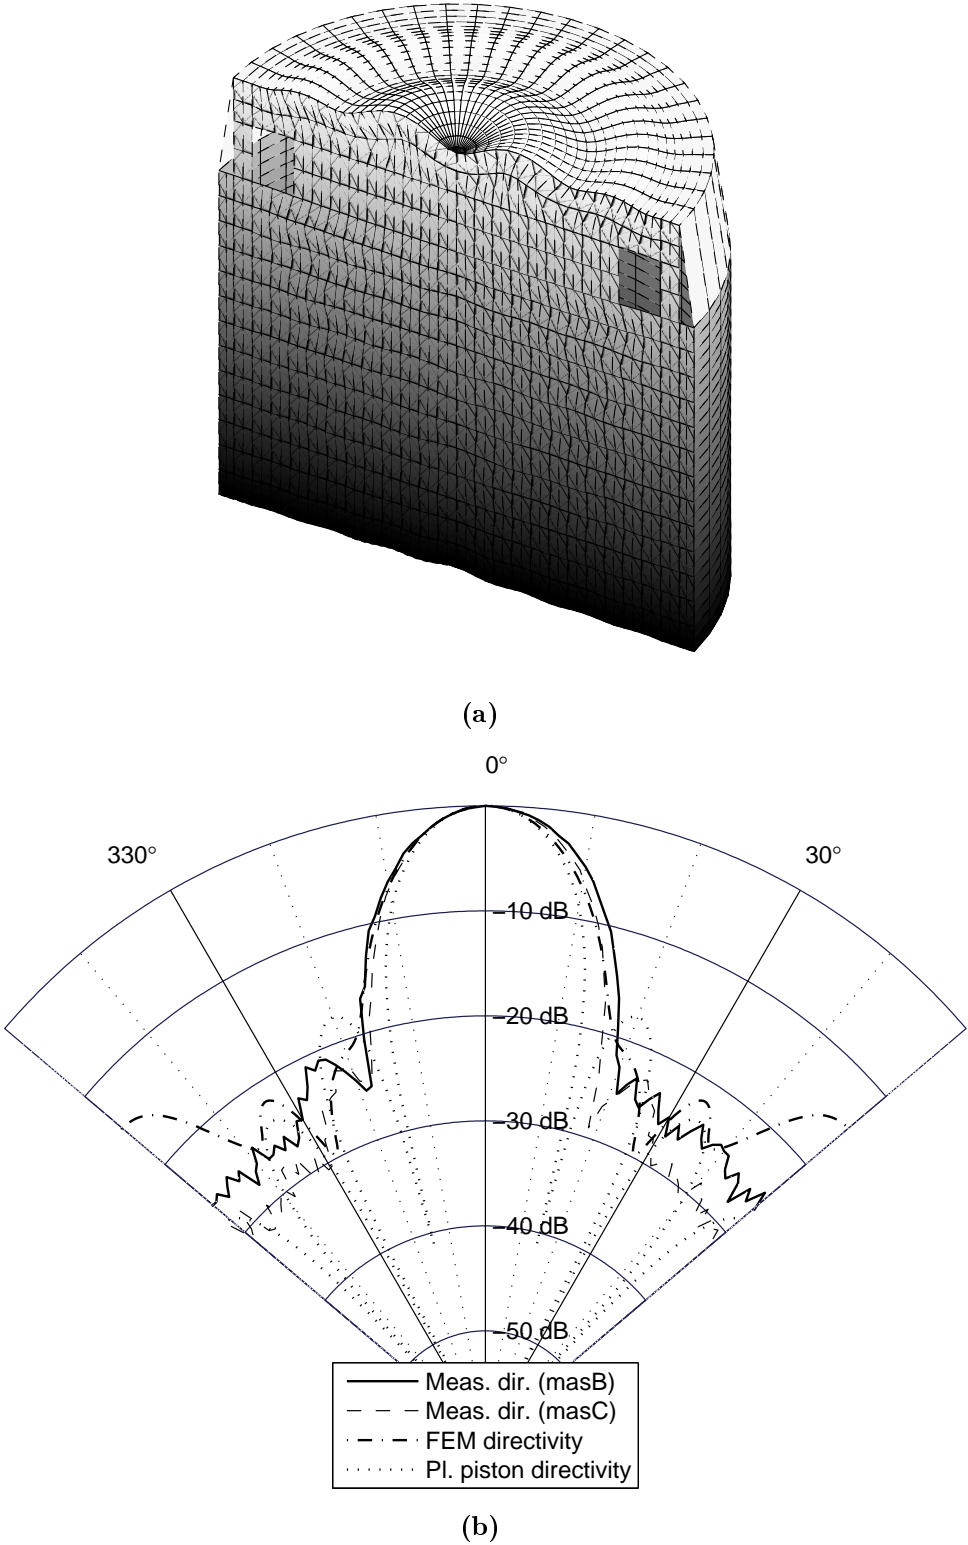 (a)
0°
330°
30°
−10 dB
−20 dB
−30 dB
−40 dB
−50 dB
Meas. dir. (masB)
Meas. dir. (masC)
FEM directivity
Pl. piston directivity
(b)